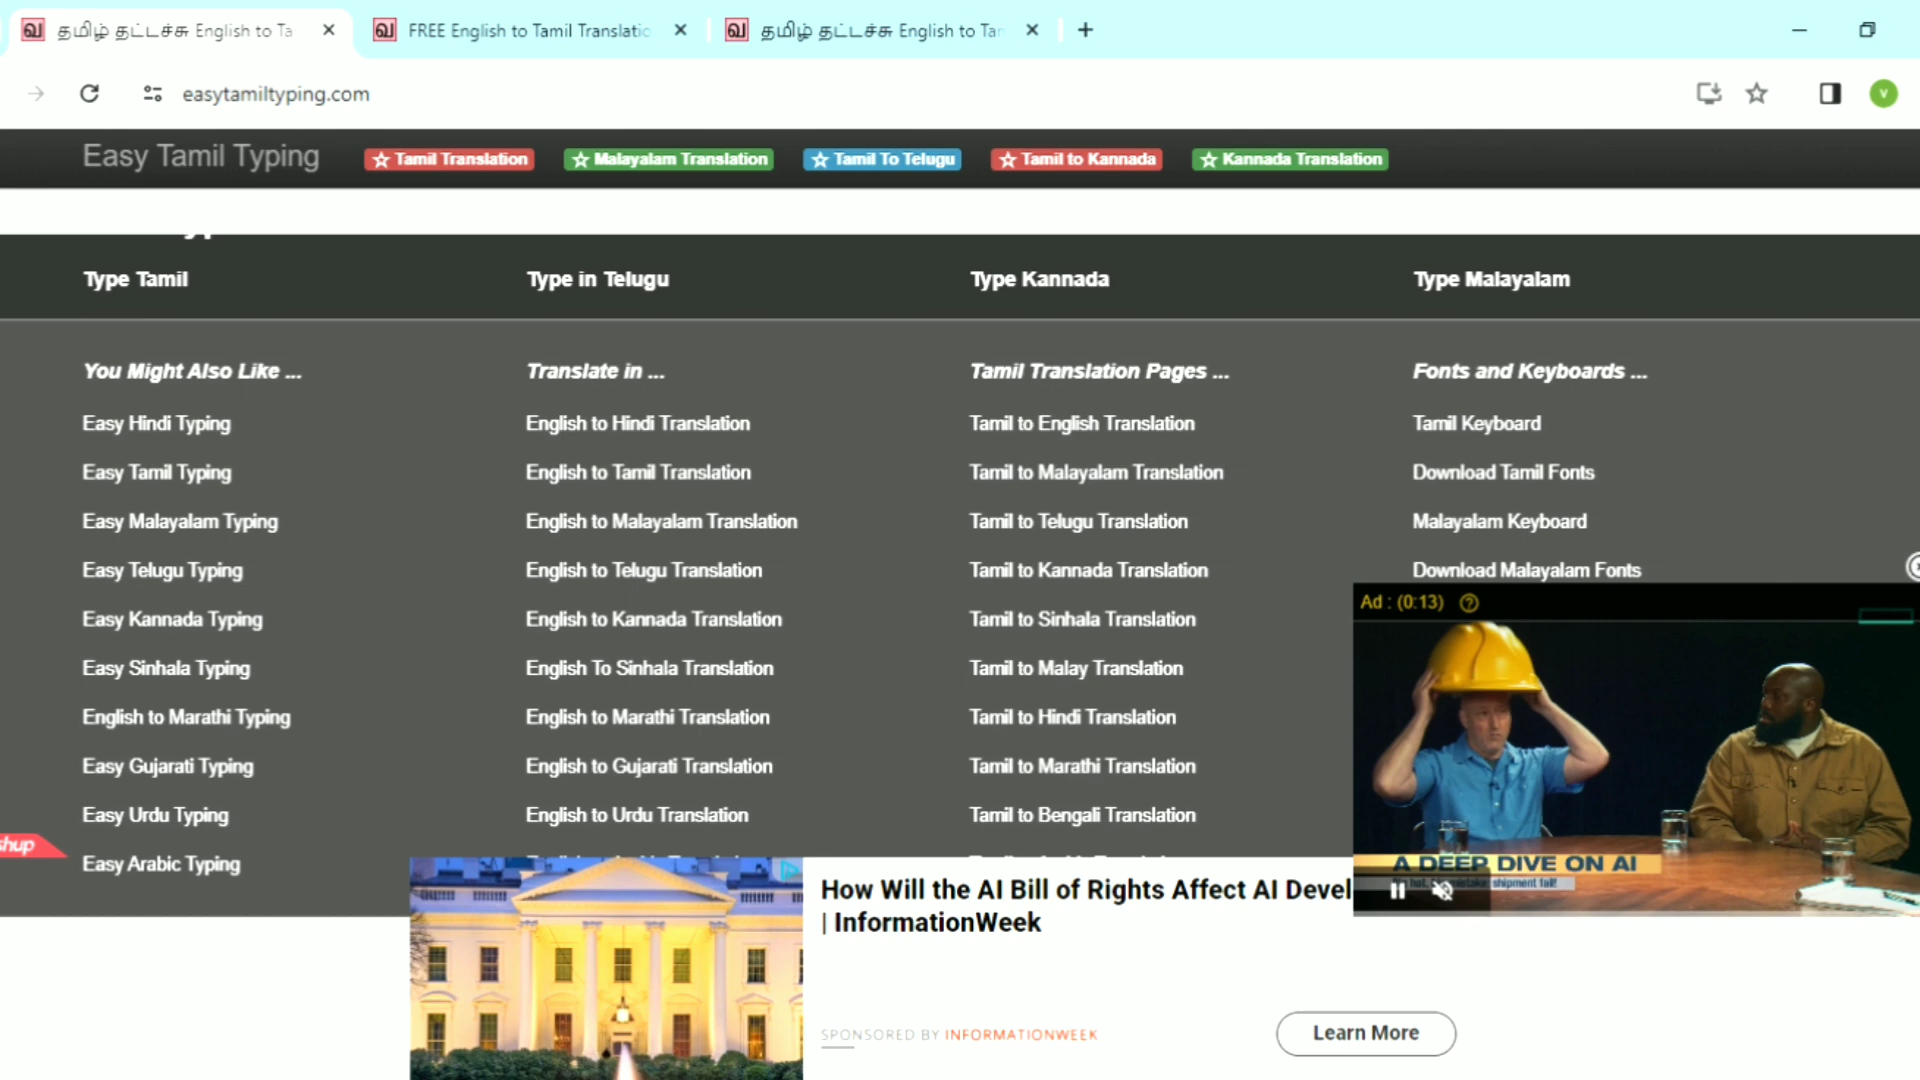 தமிழ் தட்டச்சு English to Ta
FREE English to Tamil Translatio
தமிழ் தட்டச்சு English to Tan
easytamiltyping.com
V
Easy Tamil Typing
Tamil Translation
Malayalam Translation
Tamil To Telugu
Tamil to Kannada
Kannada Translation
Type Tamil
Type in Telugu
Type Kannada
Type Malayalam
You Might Also Like ...
Translate in ...
Tamil Translation Pages ...
Fonts and Keyboards ...
Easy Hindi Typing
English to Hindi Translation
Tamil to English Translation
Tamil Keyboard
Easy Tamil Typing
English to Tamil Translation
Tamil to Malayalam Translation
Download Tamil Fonts
Easy Malayalam Typing
English to Malayalam Translation
Tamil to Telugu Translation
Malayalam Keyboard
Easy Telugu Typing
English to Telugu Translation
Tamil to Kannada Translation
Download Malayalam Fonts
Easy Kannada Typing
English to Kannada Translation
Tamil to Sinhala Translation
Easy Sinhala Typing
English To Sinhala Translation
Tamil to Malay Translation
English to Marathi Typing
English to Marathi Translation
Tamil to Hindi Translation
Easy Gujarati Typing
English to Gujarati Translation
Tamil to Marathi Translation
Easy Urdu Typing
English to Urdu Translation
Tamil to Bengali Translation
Easy Arabic Typing
shup
Ad : (0:13)
A DEEP DIVE ON AI
shipment fail!
How Will the AI Bill of Rights Affect AI Devel
| InformationWeek
SPONSORED BY INFORMATIONWEEK
Learn More